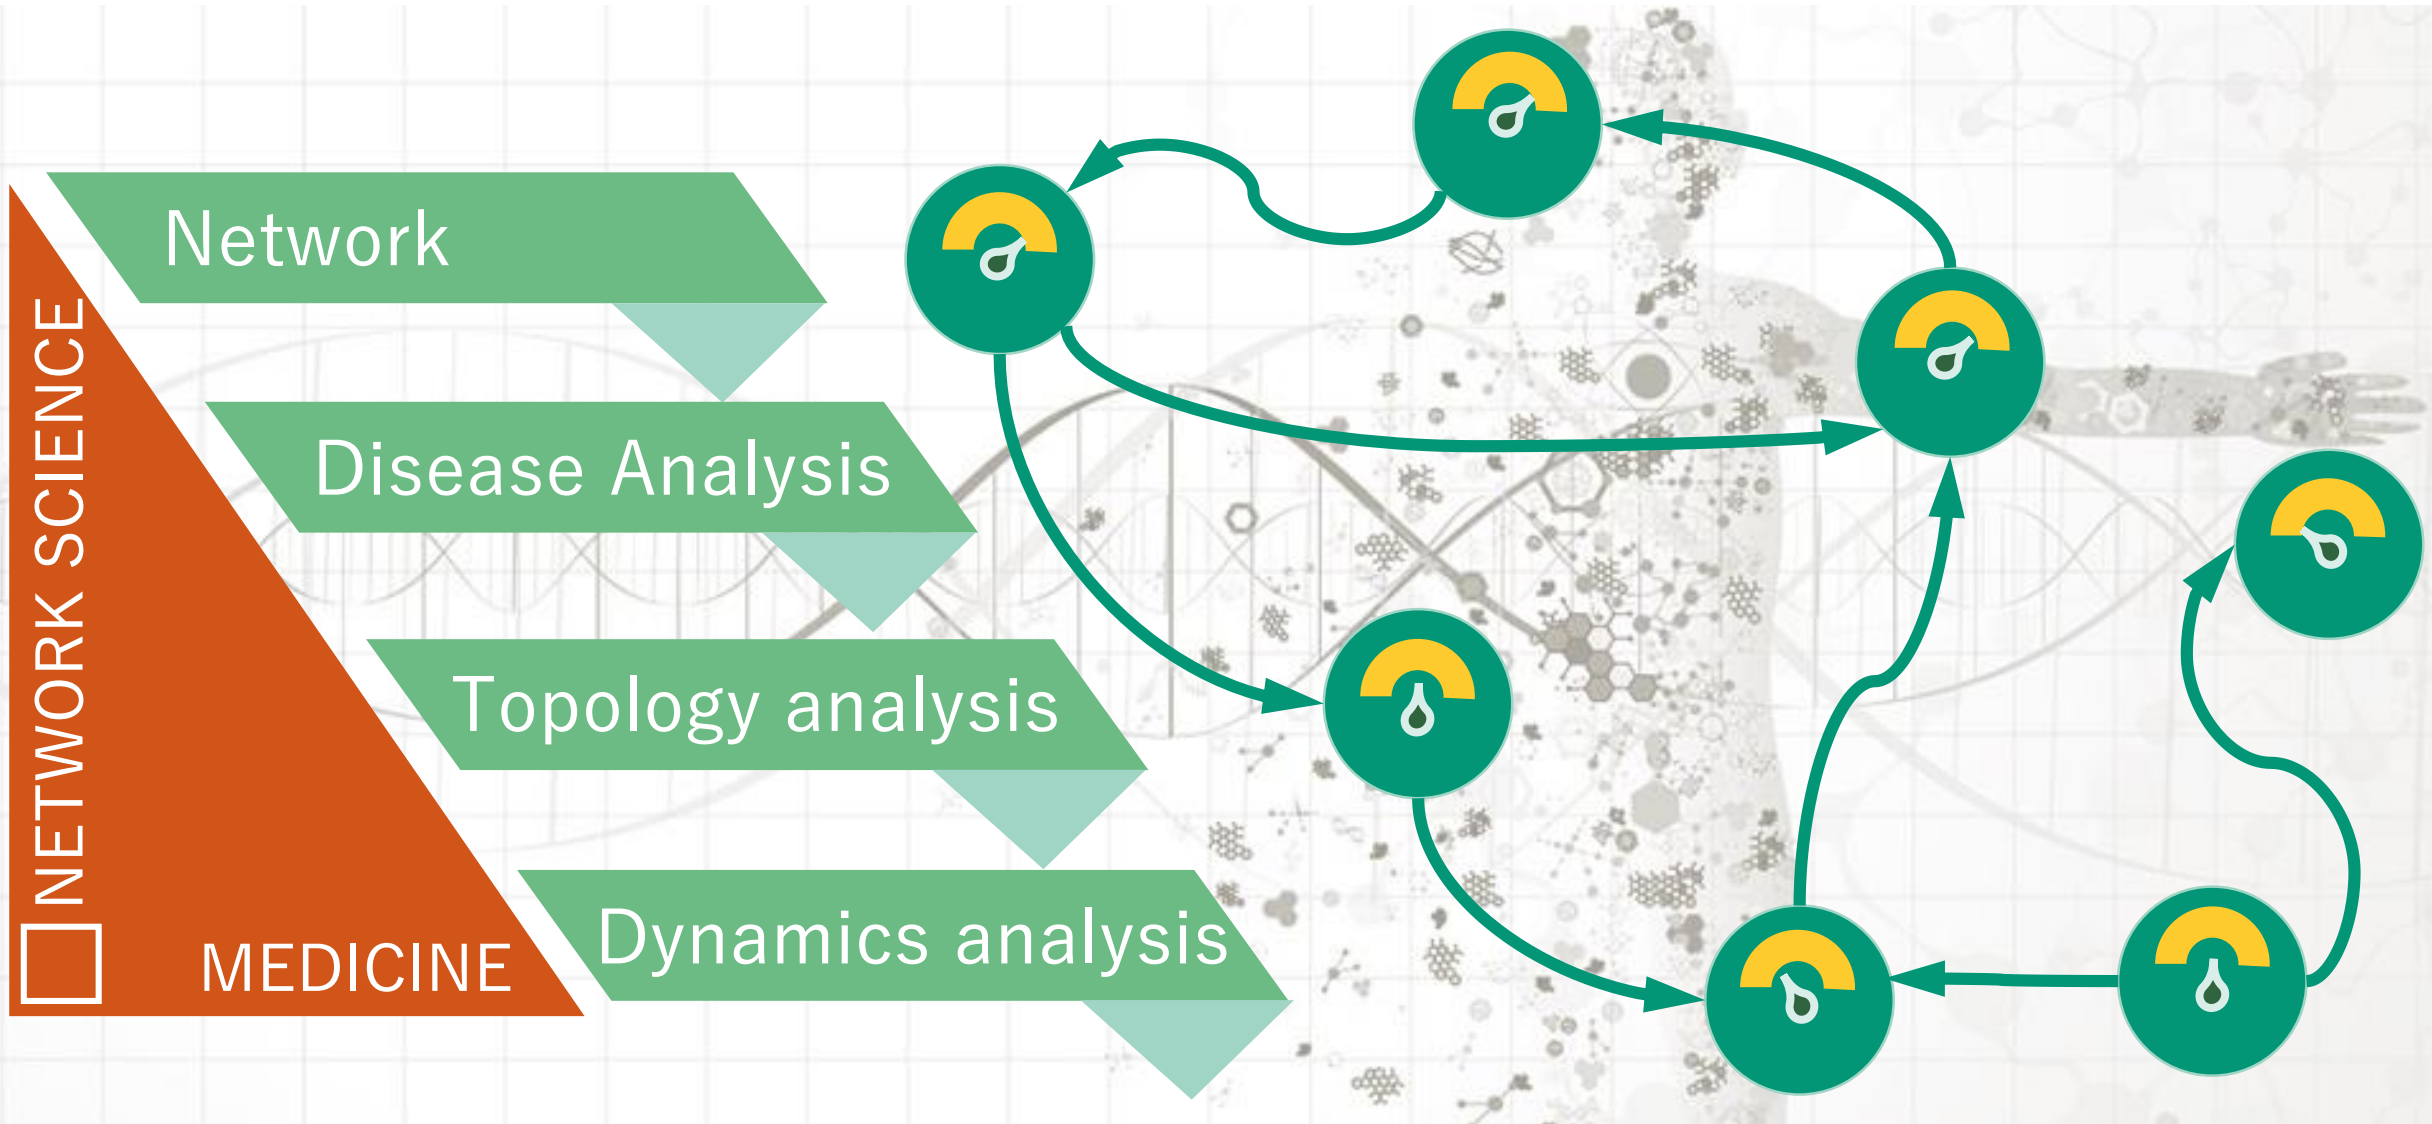 NETWORK SCIENCE
MEDICINE
Network
Disease Analysis
Topology analysis
Dynamics analysis